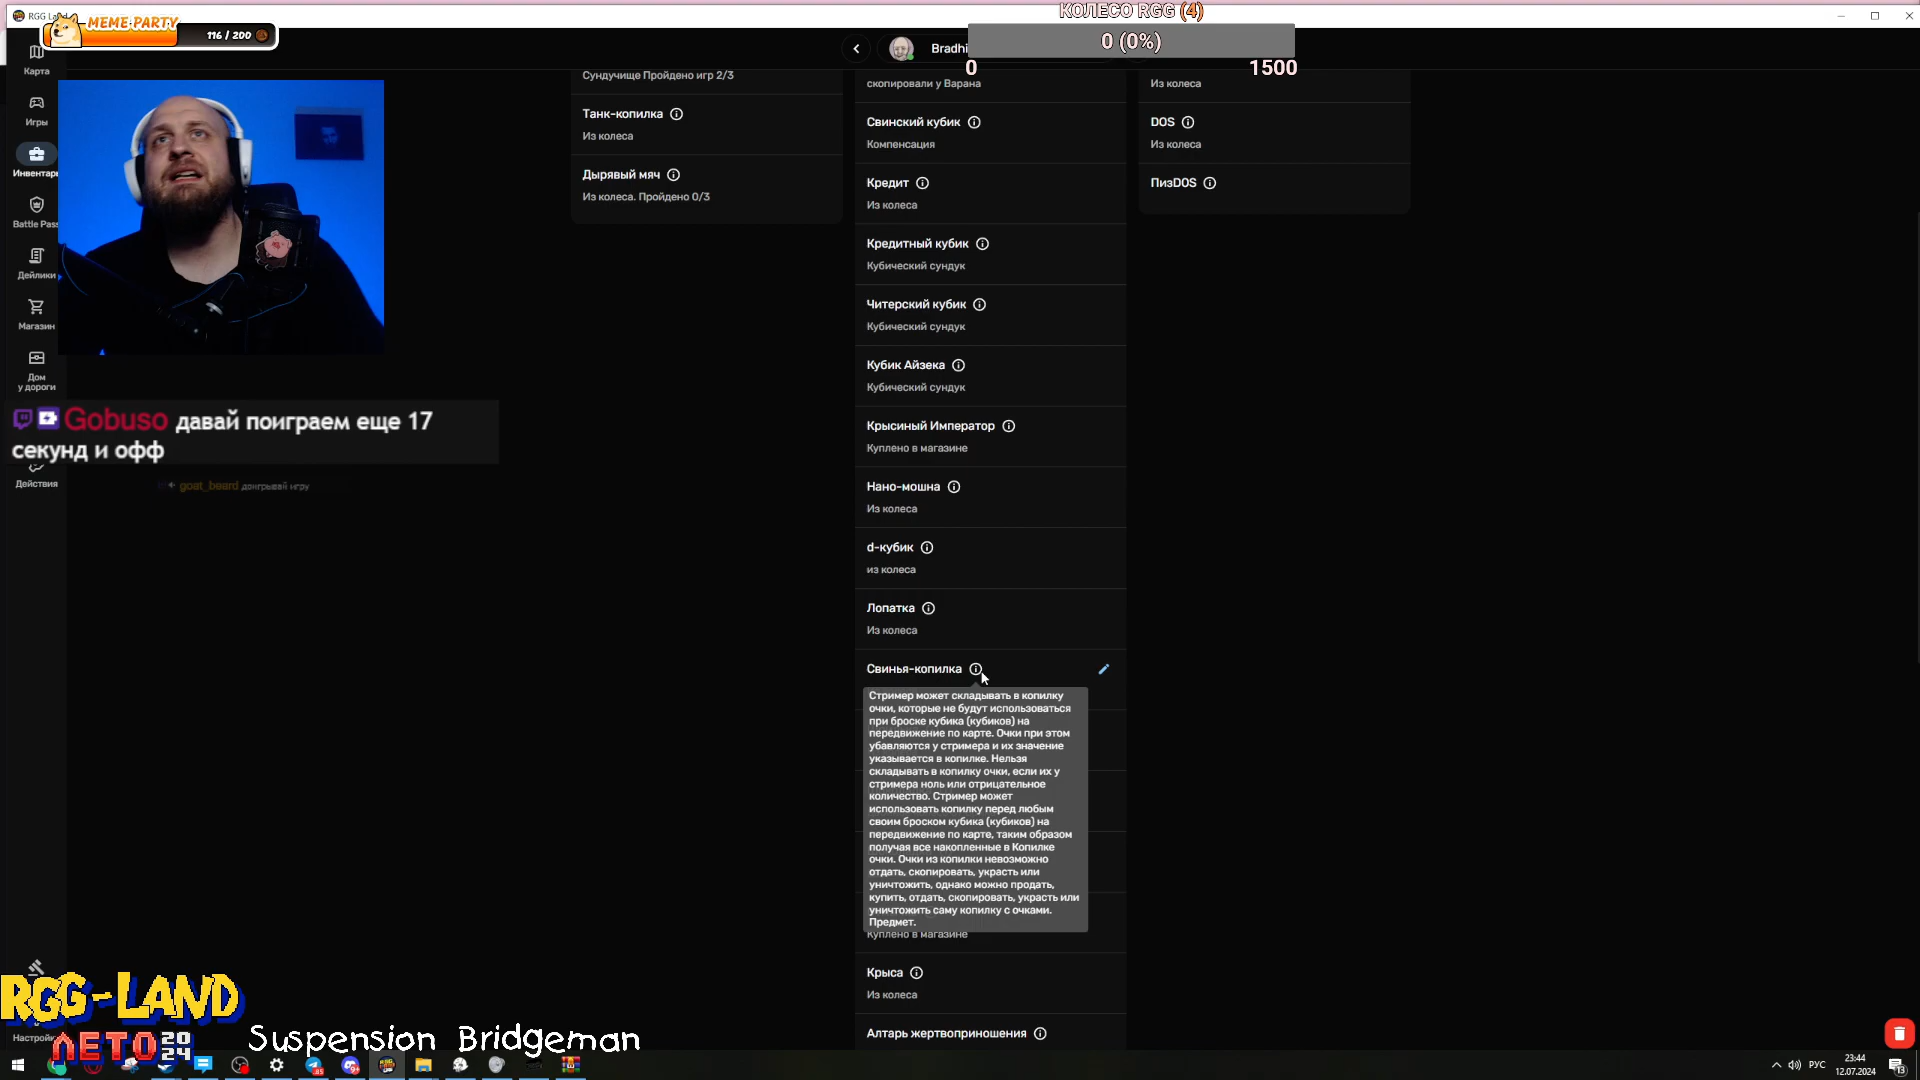 RGG Land
MEME PARTY
116 / 200
КОЛЕСО RGG (4)
0 (0%)
0
1500
Bradhi
Карта
Игры
Инвентарь
Battle Pass
Дейлики
Магазин
Дом
у дороги
Действия
Gobuso давай поиграем еще 17
секунд и офф
goat_beard доигрывай игру
Сундучище Пройдено игр 2/3
Танк-копилка
Из колеса
Дырявый мяч
Из колеса. Пройдено 0/3
скопировали у Варана
Свинский кубик
Компенсация
Кредит
Из колеса
Кредитный кубик
Кубический сундук
Читерский кубик
Кубический сундук
Кубик Айзека
Кубический сундук
Крысиный Император
Куплено в магазине
Нано-мошна
Из колеса
d-кубик
из колеса
Лопатка
Из колеса
Свинья-копилка
Стример может складывать в копилку
очки, которые не будут использоваться
при броске кубика (кубиков) на
передвижение по карте. Очки при этом
убавляются у стримера и их значение
указывается в копилке. Нельзя
складывать в копилку очки, если их у
стримера ноль или отрицательное
количество. Стример может
использовать копилку перед любым
своим броском кубика (кубиков) на
передвижение по карте, таким образом
получая все накопленные в Копилке
очки. Очки из копилки невозможно
отдать, скопировать, украсть или
уничтожить, однако можно продать,
купить, отдать, скопировать, украсть или
уничтожить саму копилку с очками.
Предмет.
Куплено в магазине
Крыса
Из колеса
Алтарь жертвоприношения
Из колеса
DOS
Из колеса
ПизDOS
RGG-LAND
ЛЕТО 2024
Настройки
Suspension Bridgeman
РУС
23:44
12.07.2024
13